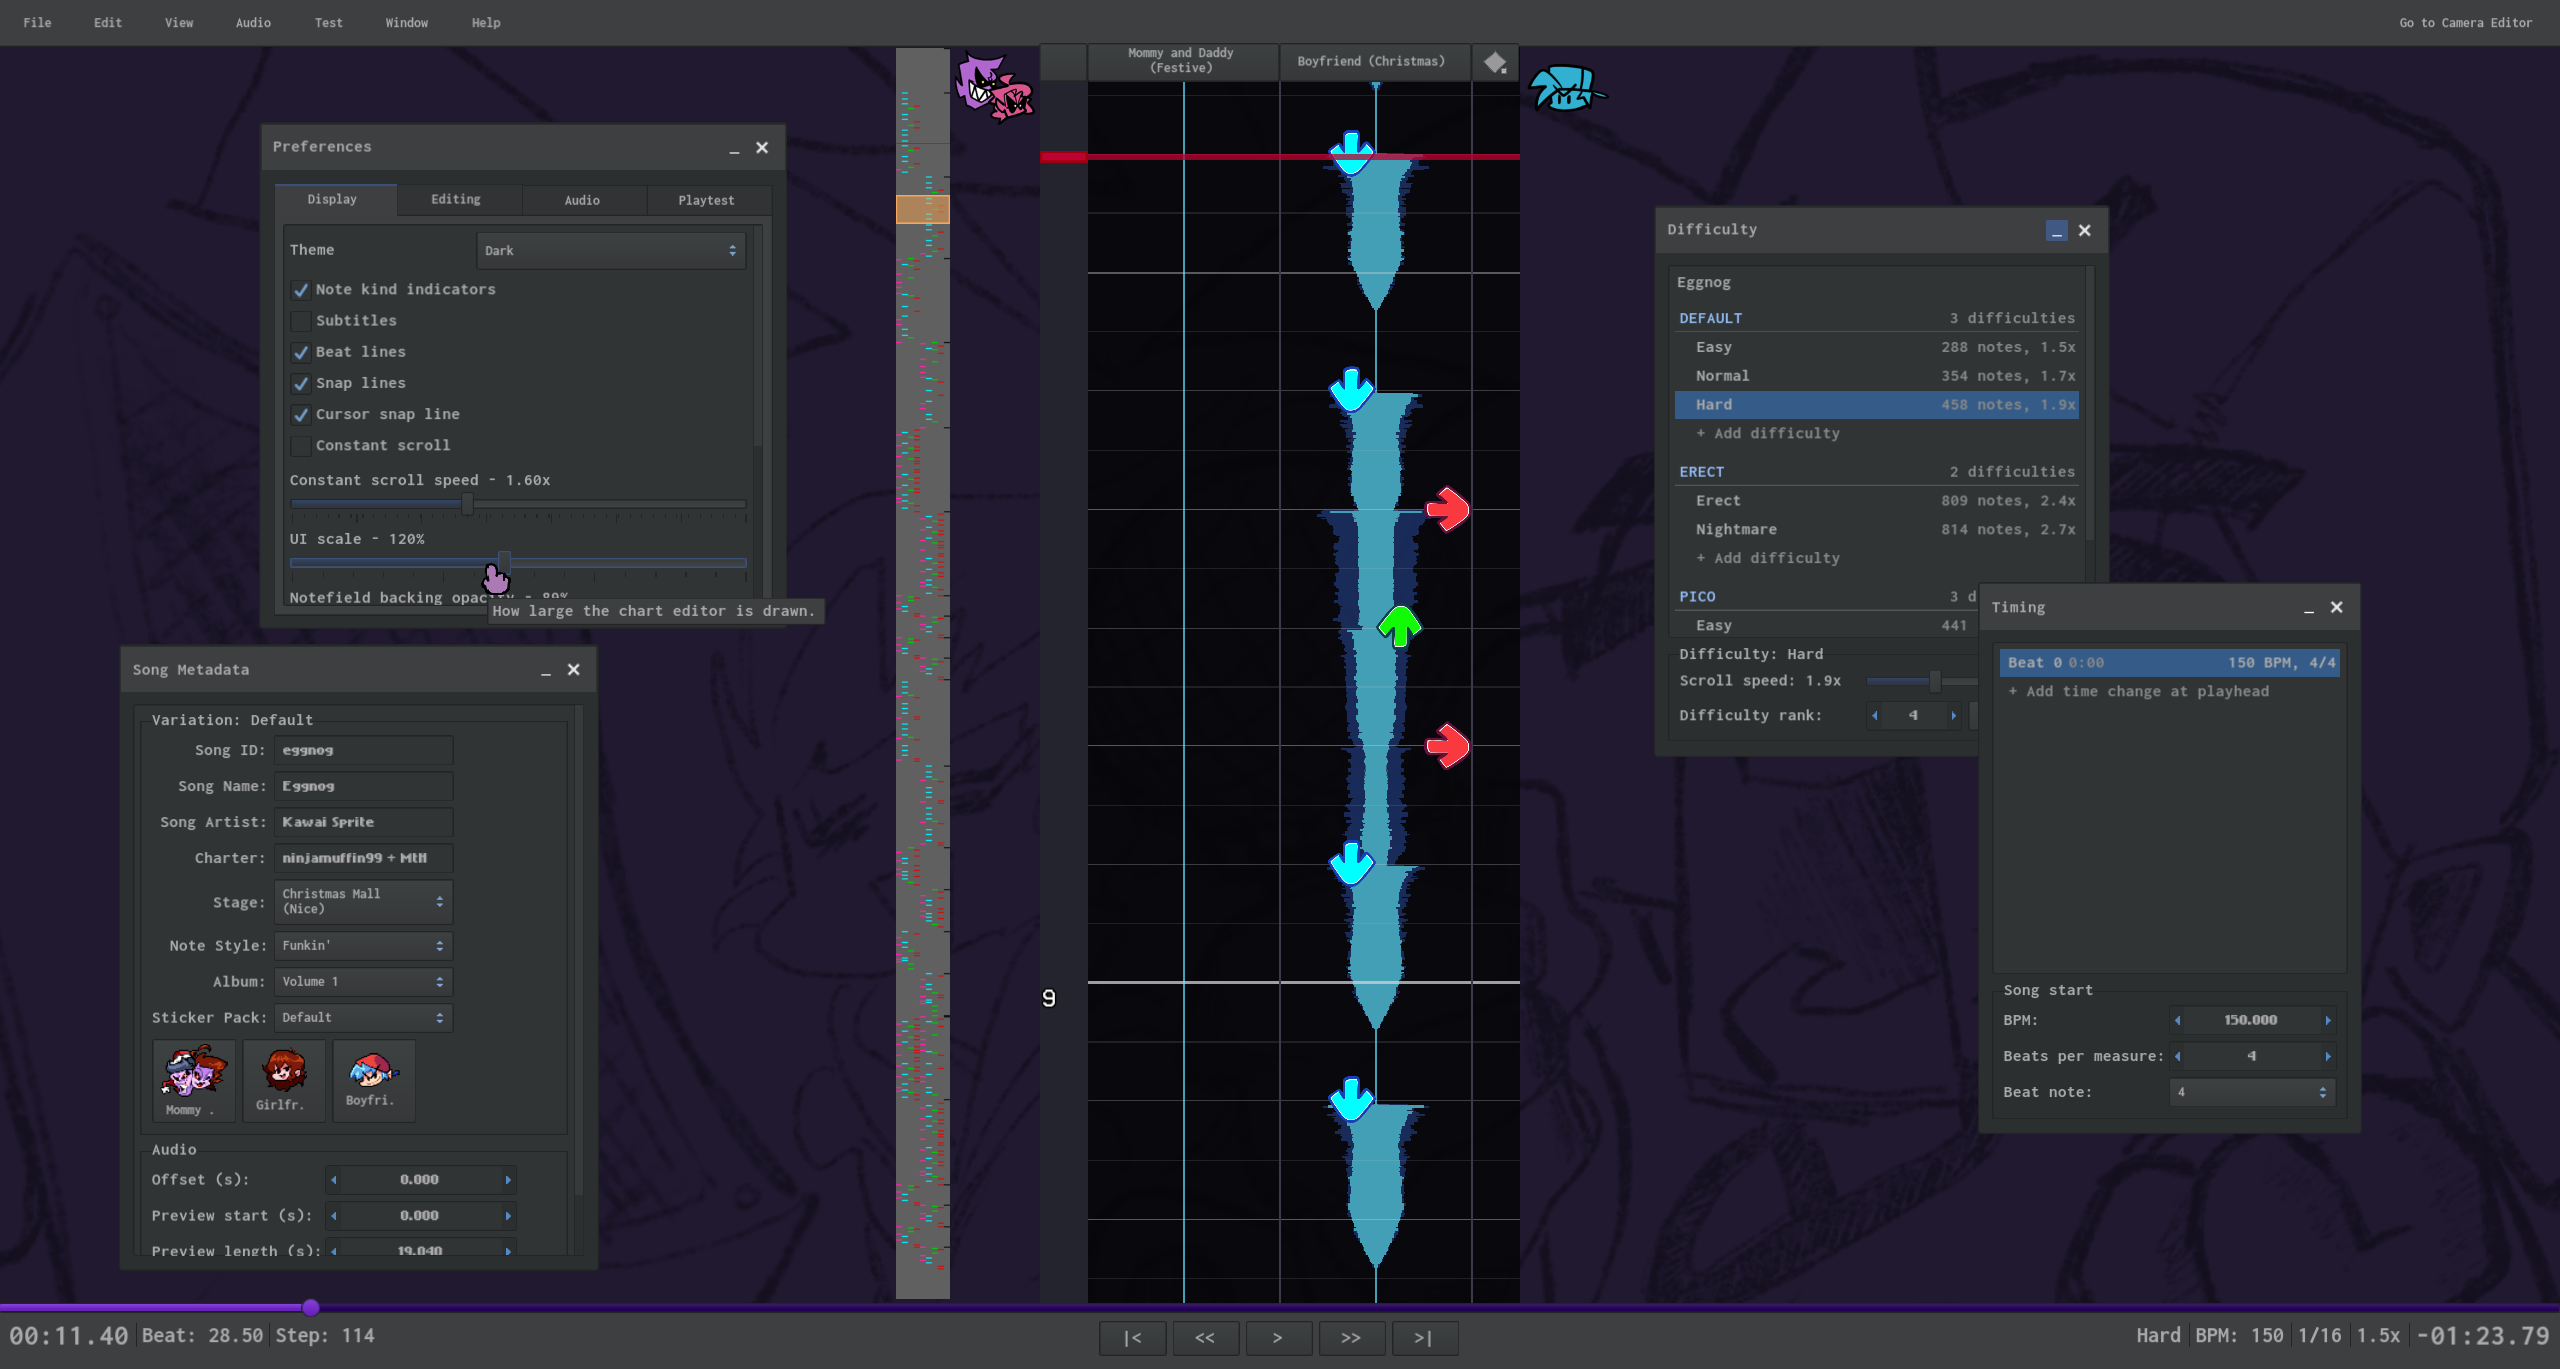 File Edit View Audio Test Window Help Go to Camera Editor
Mommy and Daddy
(Festive)
Boyfriend (Christmas)
Preferences
Display Editing Audio Playtest
Theme Dark
Note kind indicators
Subtitles
Beat lines
Snap lines
Cursor snap line
Constant scroll
Constant scroll speed - 1.60x
UI scale - 120%
Notefield backing opacity - 89%
How large the chart editor is drawn.
Song Metadata
Variation: Default
Song ID: eggnog
Song Name: Eggnog
Song Artist: Kawai Sprite
Charter: ninjamuffin99 + MtH
Stage: Christmas Mall
(Nice)
Note Style: Funkin'
Album: Volume 1
Sticker Pack: Default
Mommy . Girlfr. Boyfri.
Audio
Offset (s): 0.000
Preview start (s): 0.000
Preview length (s): 19.040
9
Difficulty
Eggnog
DEFAULT 3 difficulties
Easy 288 notes, 1.5x
Normal 354 notes, 1.7x
Hard 458 notes, 1.9x
+ Add difficulty
ERECT 2 difficulties
Erect 809 notes, 2.4x
Nightmare 814 notes, 2.7x
+ Add difficulty
PICO 3 d
Easy 441
Difficulty: Hard
Scroll speed: 1.9x
Difficulty rank: 4
Timing
Beat 0 0:00 150 BPM, 4/4
+ Add time change at playhead
Song start
BPM: 150.000
Beats per measure: 4
Beat note: 4
00:11.40 Beat: 28.50 Step: 114
|< << > >> >|
Hard BPM: 150 1/16 1.5x -01:23.79